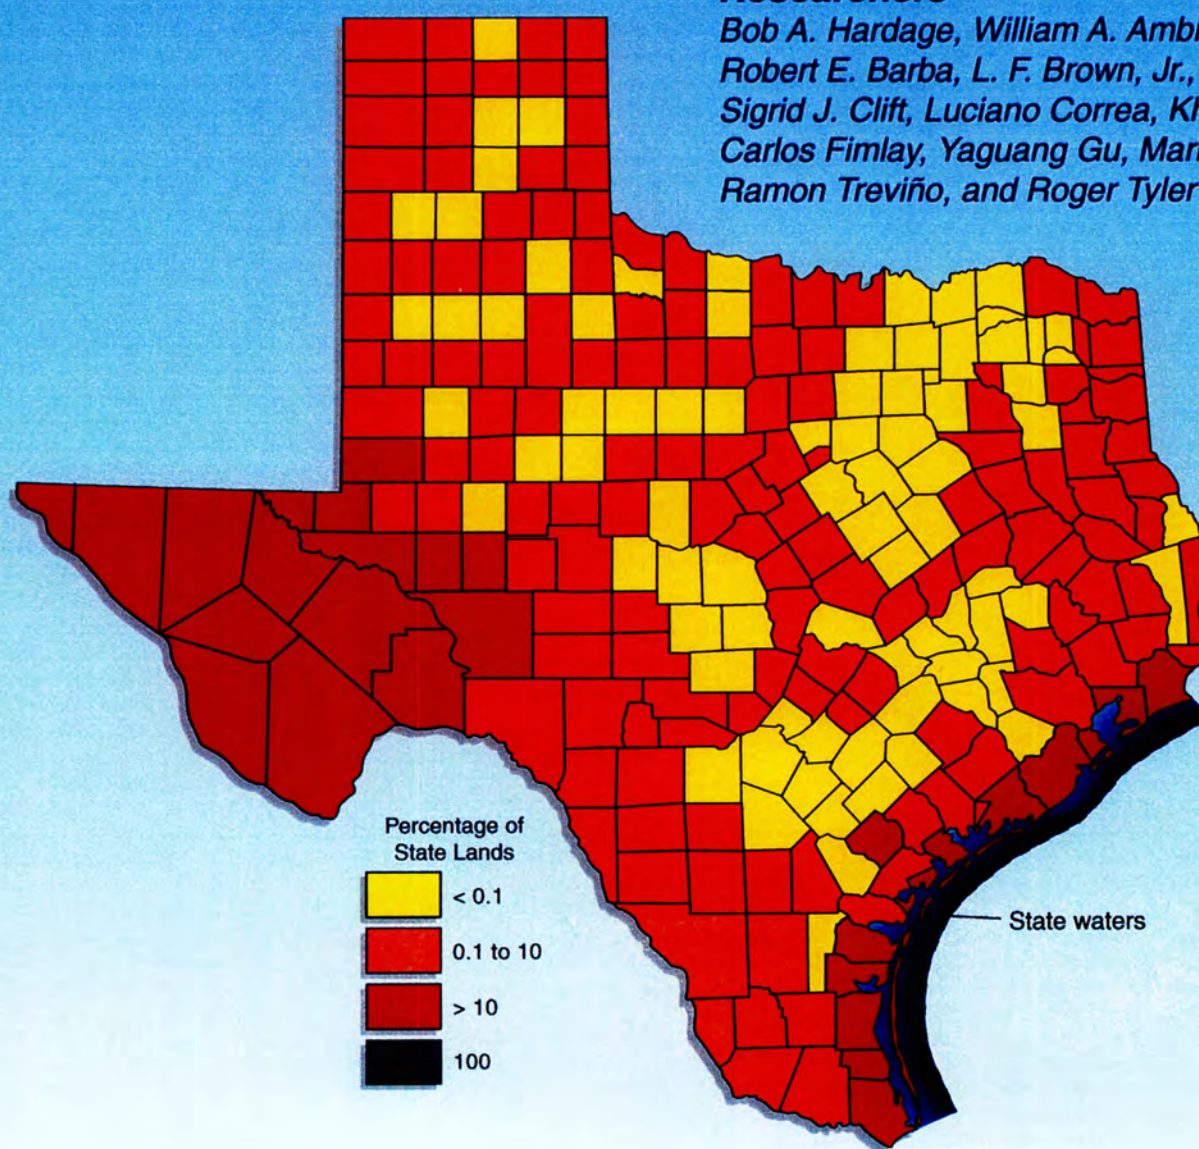 Bob A. Hardage, William A.
Robert E. Barba, L. F. Brown, Jr.,
Sigrid J. Clift, Luciano Correa,
Carlos Fimlay, Yaguang Gu,
Ramon Treviño, and Roger Tyler
Percentage of
State Lands
< 0.1
0.1 to 10
> 10
100
State waters